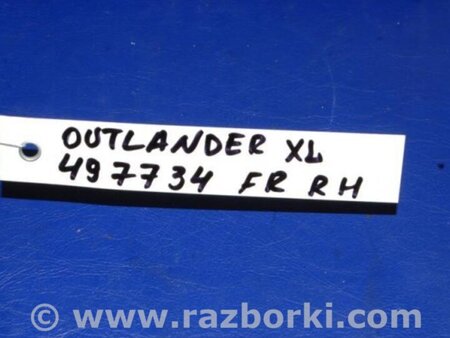 OUTLANDER XL
497734 FR RH
© www.razborki.com